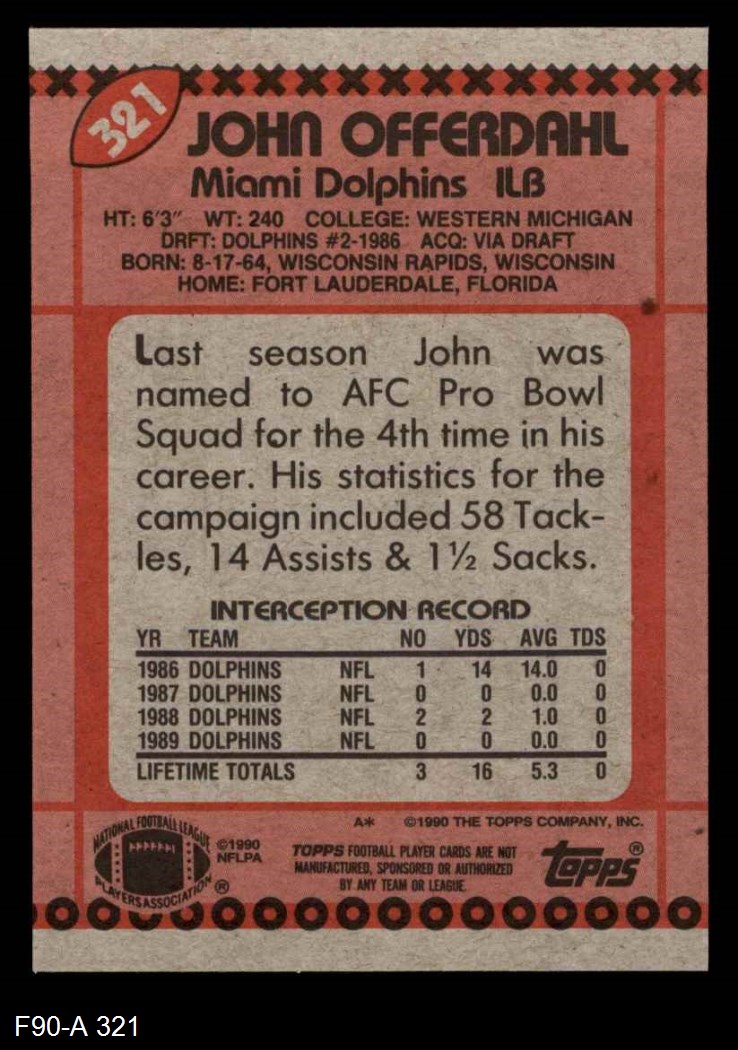 321
JOHN OFFERDAHL
Miami Dolphins ILB
HT: 6'3" WT: 240 COLLEGE: WESTERN MICHIGAN
DRFT: DOLPHINS #2-1986 ACQ: VIA DRAFT
BORN: 8-17-64, WISCONSIN RAPIDS, WISCONSIN
HOME: FORT LAUDERDALE, FLORIDA
Last season John was
named to AFC Pro Bowl
Squad for the 4th time in his
career. His statistics for the
campaign included 58 Tack-
les, 14 Assists & 1½ Sacks.
INTERCEPTION RECORD
YR TEAM NO YDS AVG TDS
1986 DOLPHINS NFL 1 14 14.0 0
1987 DOLPHINS NFL 0 0 0.0 0
1988 DOLPHINS NFL 2 2 1.0 0
1989 DOLPHINS NFL 0 0 0.0 0
LIFETIME TOTALS 3 16 5.3 0
A* ©1990 THE TOPPS COMPANY, INC.
NATIONAL FOOTBALL LEAGUE
PLAYERS ASSOCIATION ®
©1990
NFLPA
TOPPS FOOTBALL PLAYER CARDS ARE NOT
MANUFACTURED, SPONSORED OR AUTHORIZED
BY ANY TEAM OR LEAGUE.
topps®
F90-A 321